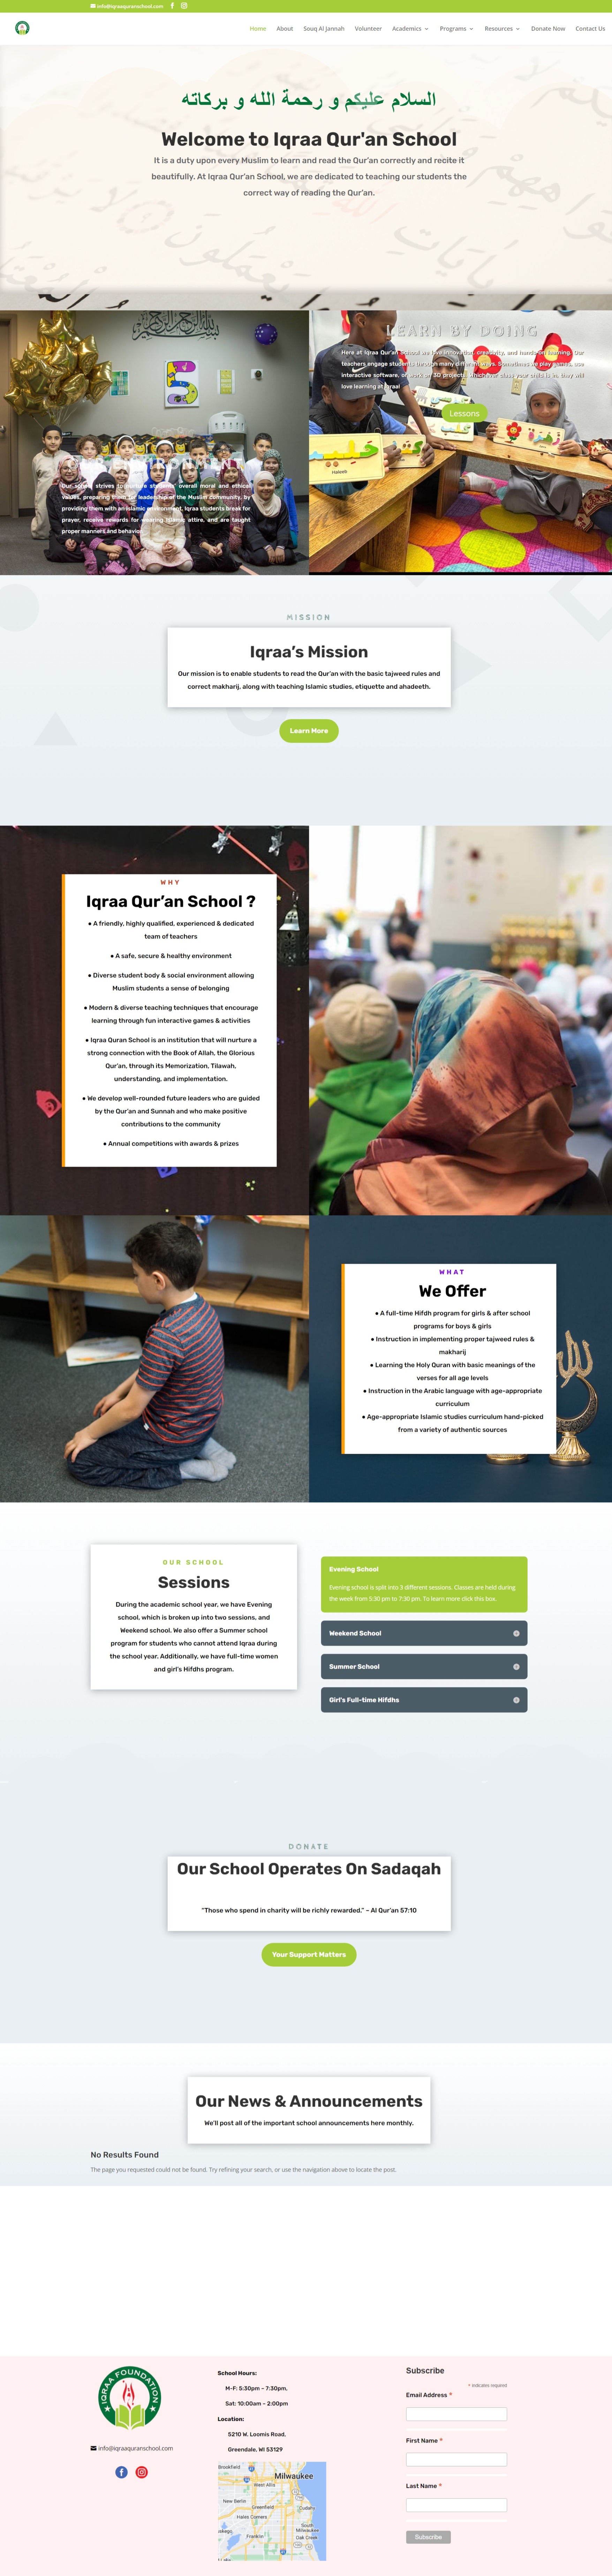 info@iqraaquranschool.com
Home
About
Souq Al Jannah
Volunteer
Academics
Programs
Resources
Donate Now
Contact Us
السلام عليكم و رحمة الله و بركاته
Welcome to Iqraa Qur'an School
It is a duty upon every Muslim to learn and read the Qur’an correctly and recite it
beautifully. At Iqraa Qur’an School, we are dedicated to teaching our students the
correct way of reading the Qur’an.
LEARN BY DOING
Here at Iqraa Qur'an School we love innovation, creativity, and hands-on learning. Our
teachers engage students through many different ways. Sometimes we play games, use
interactive software, or work on 3D projects. Whichever class your child is in, they will
love learning at Iqraa!
Lessons
Our school strives to nurture students' overall moral and ethical
values, preparing them for leadership of the Muslim community, by
providing them with an Islamic environment. Iqraa students break for
prayer, receive rewards for wearing Islamic attire, and are taught
proper manners and behavior.
MISSION
Iqraa’s Mission
Our mission is to enable students to read the Qur’an with the basic tajweed rules and
correct makharij, along with teaching Islamic studies, etiquette and ahadeeth.
Learn More
WHY
Iqraa Qur’an School ?
● A friendly, highly qualified, experienced & dedicated
team of teachers
● A safe, secure & healthy environment
● Diverse student body & social environment allowing
Muslim students a sense of belonging
● Modern & diverse teaching techniques that encourage
learning through fun interactive games & activities
● Iqraa Quran School is an institution that will nurture a
strong connection with the Book of Allah, the Glorious
Qur’an, through its Memorization, Tilawah,
understanding, and implementation.
● We develop well-rounded future leaders who are guided
by the Qur’an and Sunnah and who make positive
contributions to the community
● Annual competitions with awards & prizes
WHAT
We Offer
● A full-time Hifdh program for girls & after school
programs for boys & girls
● Instruction in implementing proper tajweed rules &
makharij
● Learning the Holy Quran with basic meanings of the
verses for all age levels
● Instruction in the Arabic language with age-appropriate
curriculum
● Age-appropriate Islamic studies curriculum hand-picked
from a variety of authentic sources
OUR SCHOOL
Sessions
During the academic school year, we have Evening
school, which is broken up into two sessions, and
Weekend school. We also offer a Summer school
program for students who cannot attend Iqraa during
the school year. Additionally, we have full-time women
and girl’s Hifdhs program.
Evening School
Evening school is split into 3 different sessions. Classes are held during
the week from 5:30 pm to 7:30 pm. To learn more click this box.
Weekend School
Summer School
Girl's Full-time Hifdhs
DONATE
Our School Operates On Sadaqah
“Those who spend in charity will be richly rewarded.” ~ Al Qur’an 57:10
Your Support Matters
Our News & Announcements
We’ll post all of the important school announcements here monthly.
No Results Found
The page you requested could not be found. Try refining your search, or use the navigation above to locate the post.
IQRAA FOUNDATION
info@iqraaquranschool.com
School Hours:
M-F: 5:30pm – 7:30pm,
Sat: 10:00am – 2:00pm
Location:
5210 W. Loomis Road,
Greendale, WI 53129
Brookfield
Milwaukee
West Allis
New Berlin
Greenfield
Cudahy
Hales Corners
South
Milwaukee
Franklin
Oak Creek
Subscribe
* indicates required
Email Address *
First Name *
Last Name *
Subscribe